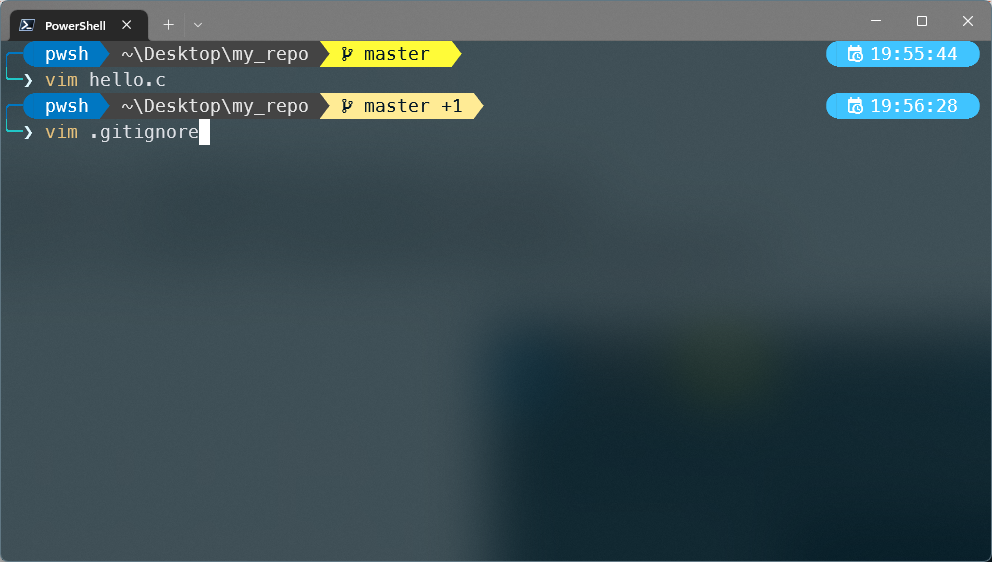 PowerShell
pwsh ~\Desktop\my_repo master 19:55:44
❯ vim hello.c
pwsh ~\Desktop\my_repo master +1 19:56:28
❯ vim .gitignore